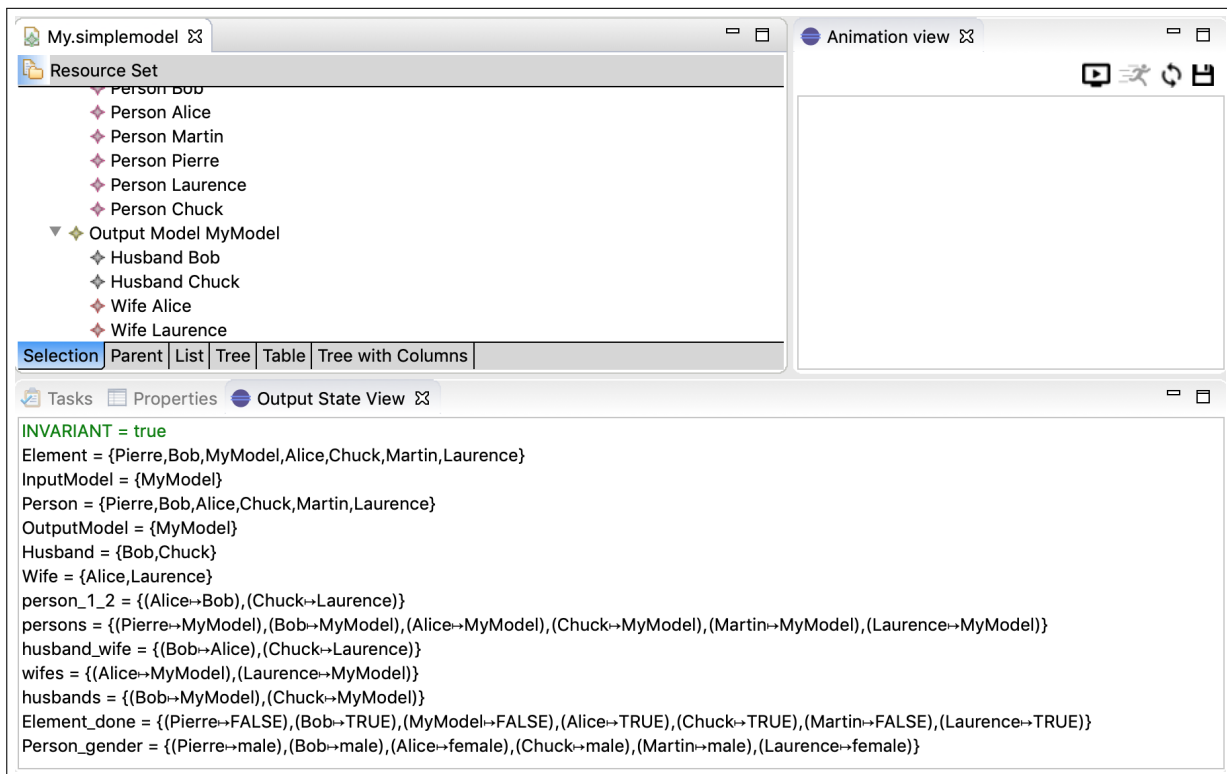 My.simplemodel
Animation view
Resource Set
Person Bob
Person Alice
Person Martin
Person Pierre
Person Laurence
Person Chuck
Output Model MyModel
Husband Bob
Husband Chuck
Wife Alice
Wife Laurence
Selection Parent List Tree Table Tree with Columns
Tasks Properties Output State View
INVARIANT = true
Element = {Pierre,Bob,MyModel,Alice,Chuck,Martin,Laurence}
InputModel = {MyModel}
Person = {Pierre,Bob,Alice,Chuck,Martin,Laurence}
OutputModel = {MyModel}
Husband = {Bob,Chuck}
Wife = {Alice,Laurence}
person_1_2 = {(Alice↦Bob),(Chuck↦Laurence)}
persons = {(Pierre↦MyModel),(Bob↦MyModel),(Alice↦MyModel),(Chuck↦MyModel),(Martin↦MyModel),(Laurence↦MyModel)}
husband_wife = {(Bob↦Alice),(Chuck↦Laurence)}
wifes = {(Alice↦MyModel),(Laurence↦MyModel)}
husbands = {(Bob↦MyModel),(Chuck↦MyModel)}
Element_done = {(Pierre↦FALSE),(Bob↦TRUE),(MyModel↦FALSE),(Alice↦TRUE),(Chuck↦TRUE),(Martin↦FALSE),(Laurence↦TRUE)}
Person_gender = {(Pierre↦male),(Bob↦male),(Alice↦female),(Chuck↦male),(Martin↦male),(Laurence↦female)}